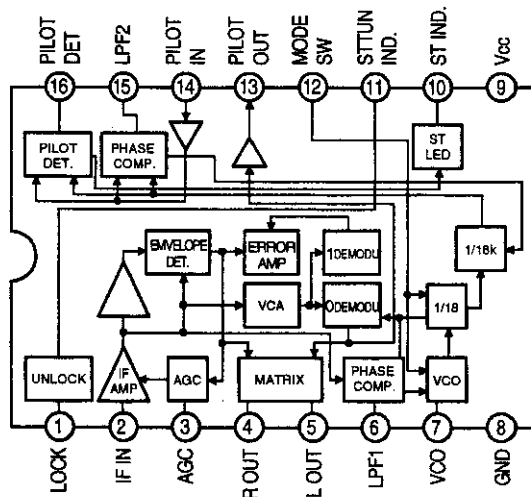 PILOT
DET
LPF2
PILOT
IN
PILOT
OUT
MODE
SW
STTUN
IND.
ST IND.
Vcc
16
15
14
13
12
11
10
9
PILOT
DET.
PHASE
COMP.
ST
LED
EMVELOPE
DET.
ERROR
AMP
1DEMODU
1/18k
VCA
0DEMODU
1/18
UNLOCK
IF
AMP
AGC
MATRIX
PHASE
COMP.
VCO
1
2
3
4
5
6
7
8
LOCK
IF IN
AGC
R OUT
L OUT
LPF1
VCO
GND